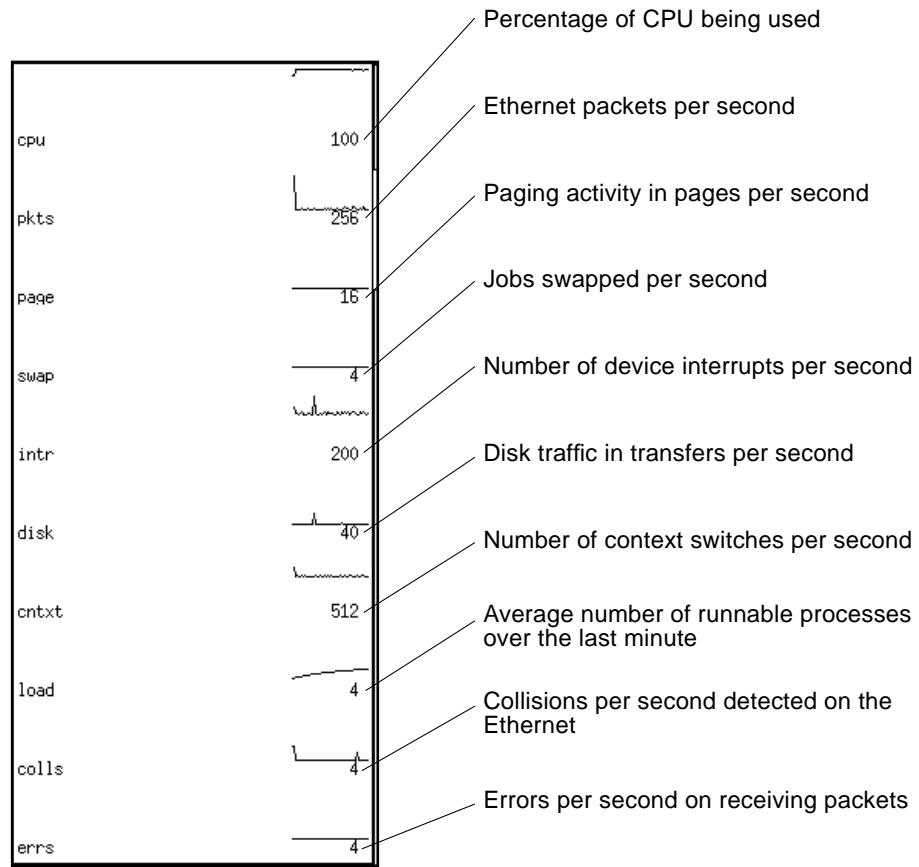 Percentage of CPU being used
cpu 100
Ethernet packets per second
pkts 256
Paging activity in pages per second
page 16
Jobs swapped per second
swap 4
Number of device interrupts per second
intr 200
Disk traffic in transfers per second
disk 40
Number of context switches per second
cntxt 512
Average number of runnable processes
over the last minute
load 4
Collisions per second detected on the
Ethernet
colls 4
Errors per second on receiving packets
errs 4